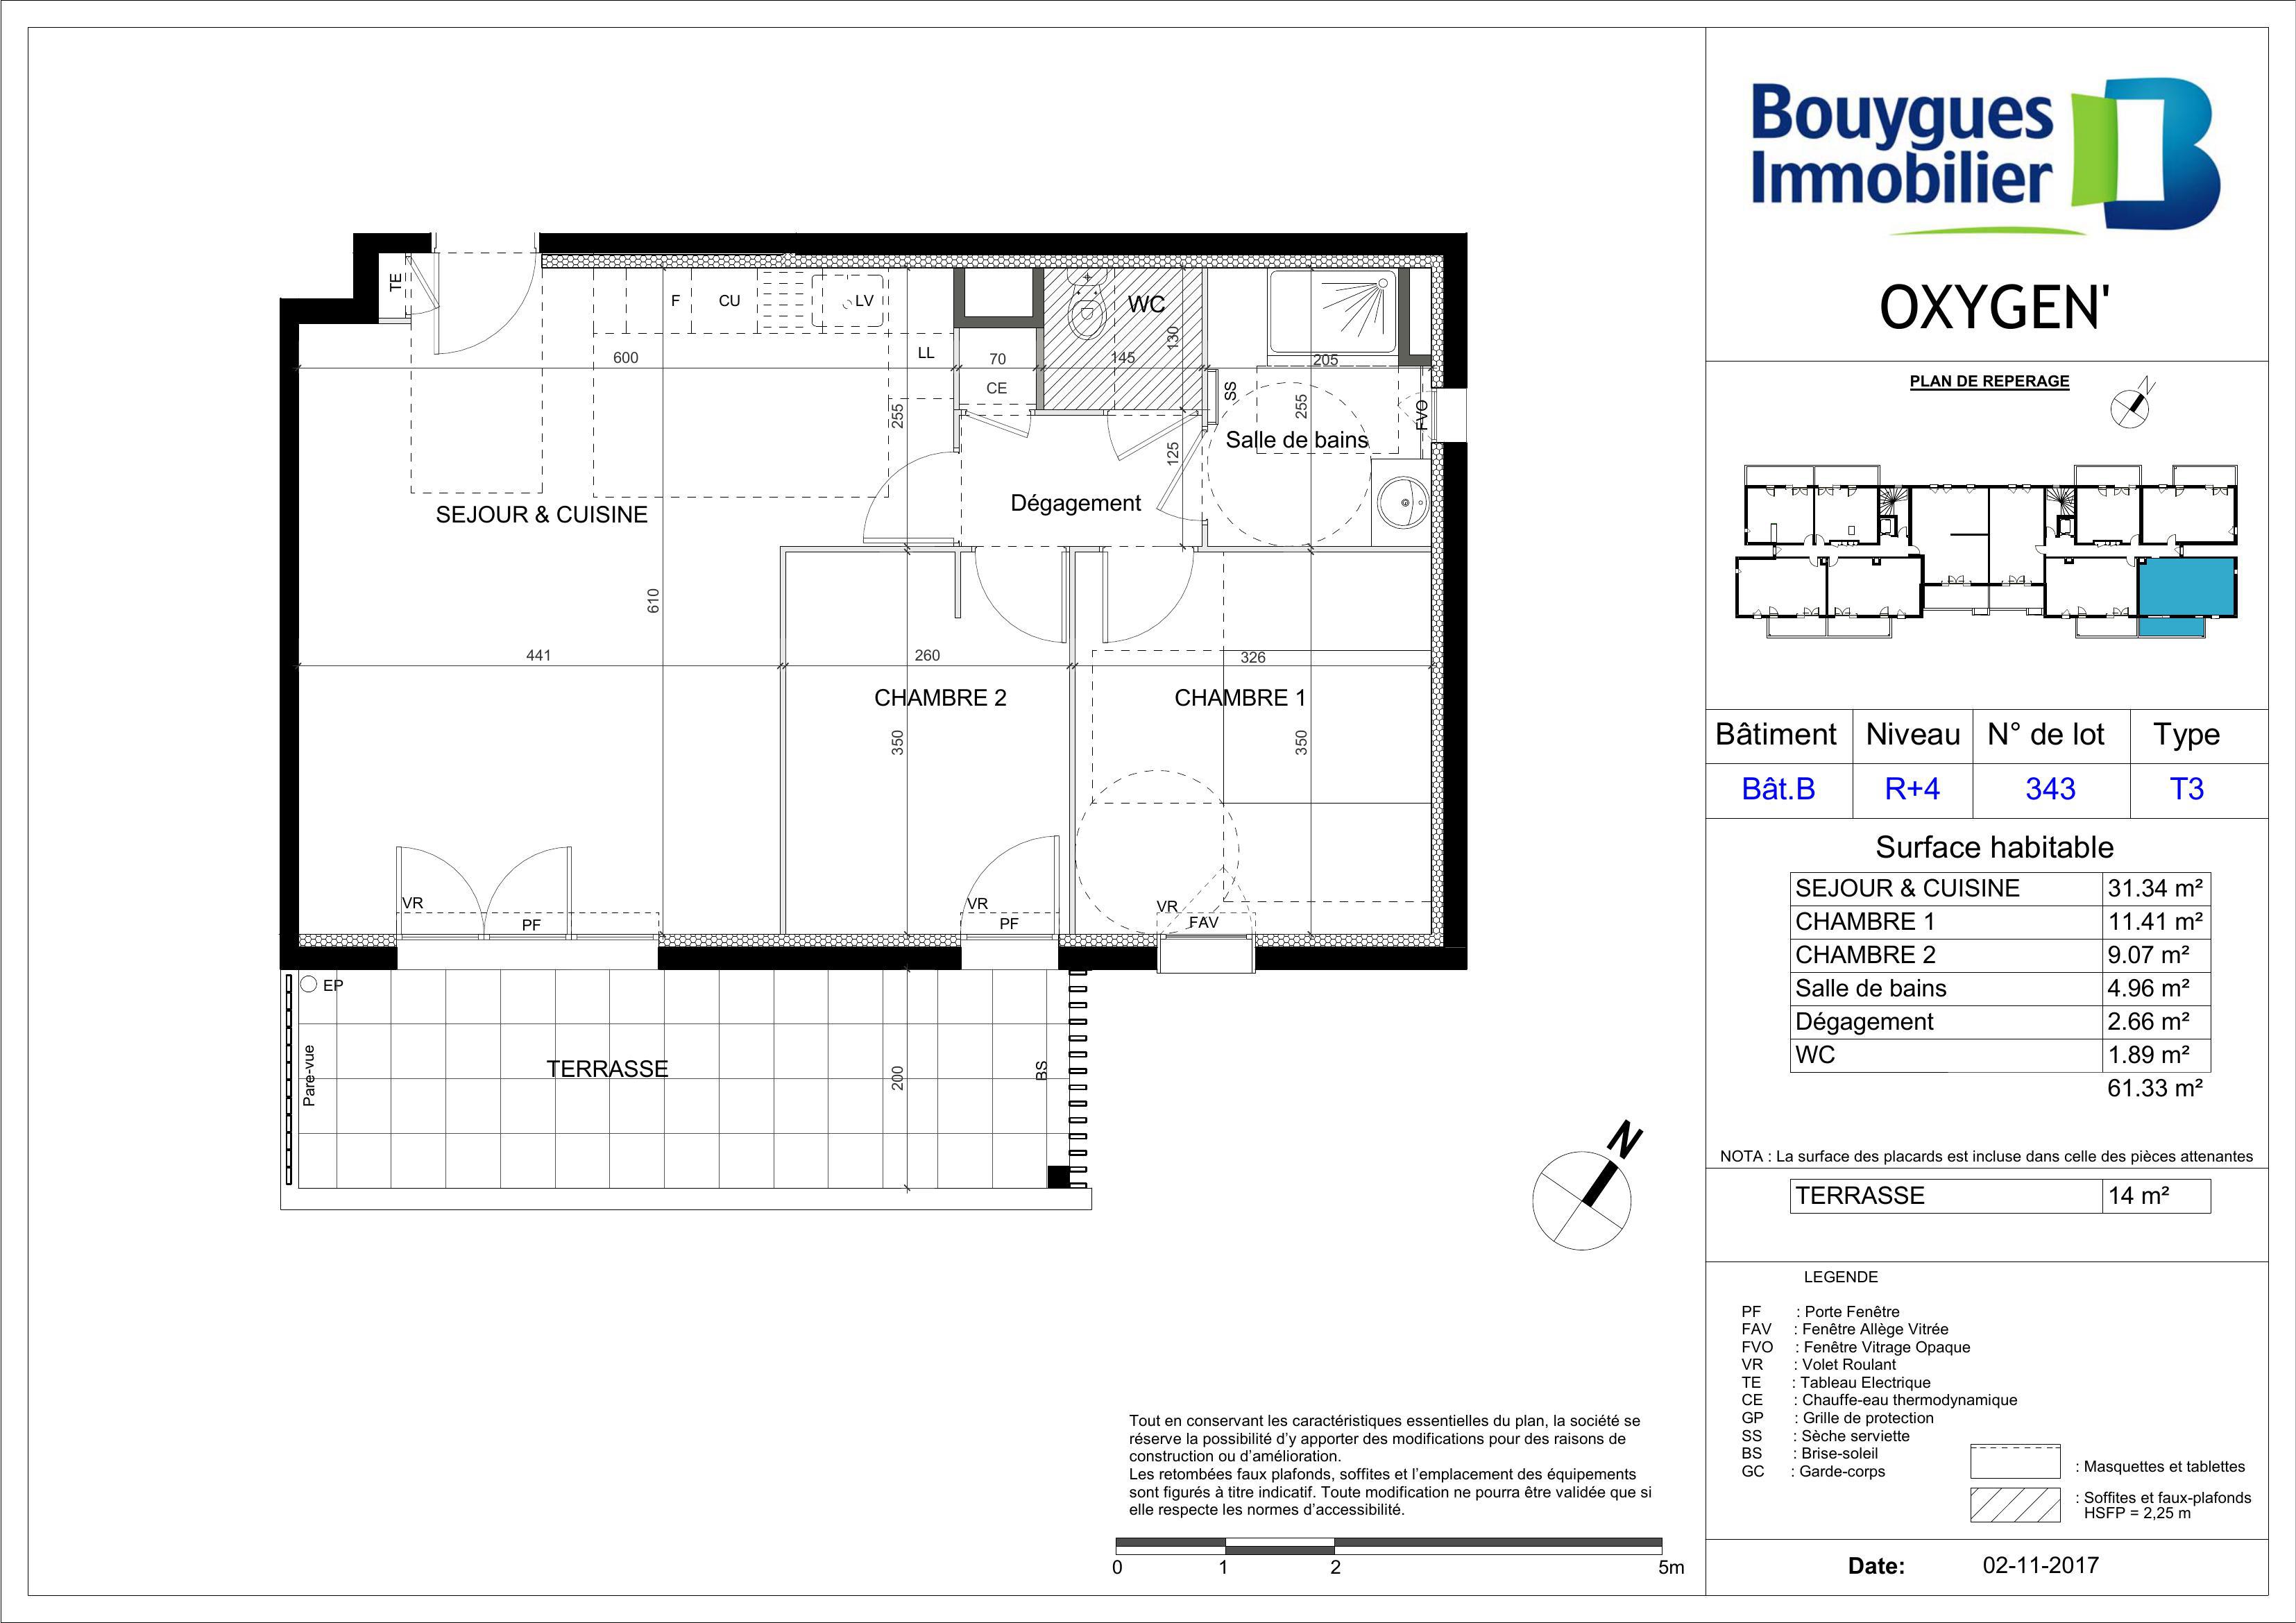 TE
F
CU
LV
WC
LL
600
70
145
130
205
CE
SS
255
255
FVO
125
Salle de bains
Dégagement
SEJOUR & CUISINE
610
441
260
326
CHAMBRE 2
CHAMBRE 1
350
350
VR
PF
VR
PF
VR
FAV
EP
Pare-vue
TERRASSE
200
BS
N
Tout en conservant les caractéristiques essentielles du plan, la société se
réserve la possibilité d'y apporter des modifications pour des raisons de
construction ou d'amélioration.
Les retombées faux plafonds, soffites et l'emplacement des équipements
sont figurés à titre indicatif. Toute modification ne pourra être validée que si
elle respecte les normes d'accessibilité.
0 1 2 5m
Bouygues
Immobilier
OXYGEN'
PLAN DE REPERAGE
N
Bâtiment Niveau N° de lot Type
Bât.B R+4 343 T3
Surface habitable
SEJOUR & CUISINE 31.34 m²
CHAMBRE 1 11.41 m²
CHAMBRE 2 9.07 m²
Salle de bains 4.96 m²
Dégagement 2.66 m²
WC 1.89 m²
61.33 m²
NOTA : La surface des placards est incluse dans celle des pièces attenantes
TERRASSE 14 m²
LEGENDE
PF : Porte Fenêtre
FAV : Fenêtre Allège Vitrée
FVO : Fenêtre Vitrage Opaque
VR : Volet Roulant
TE : Tableau Electrique
CE : Chauffe-eau thermodynamique
GP : Grille de protection
SS : Sèche serviette
BS : Brise-soleil
GC : Garde-corps
: Masquettes et tablettes
: Soffites et faux-plafonds
HSFP = 2,25 m
Date: 02-11-2017